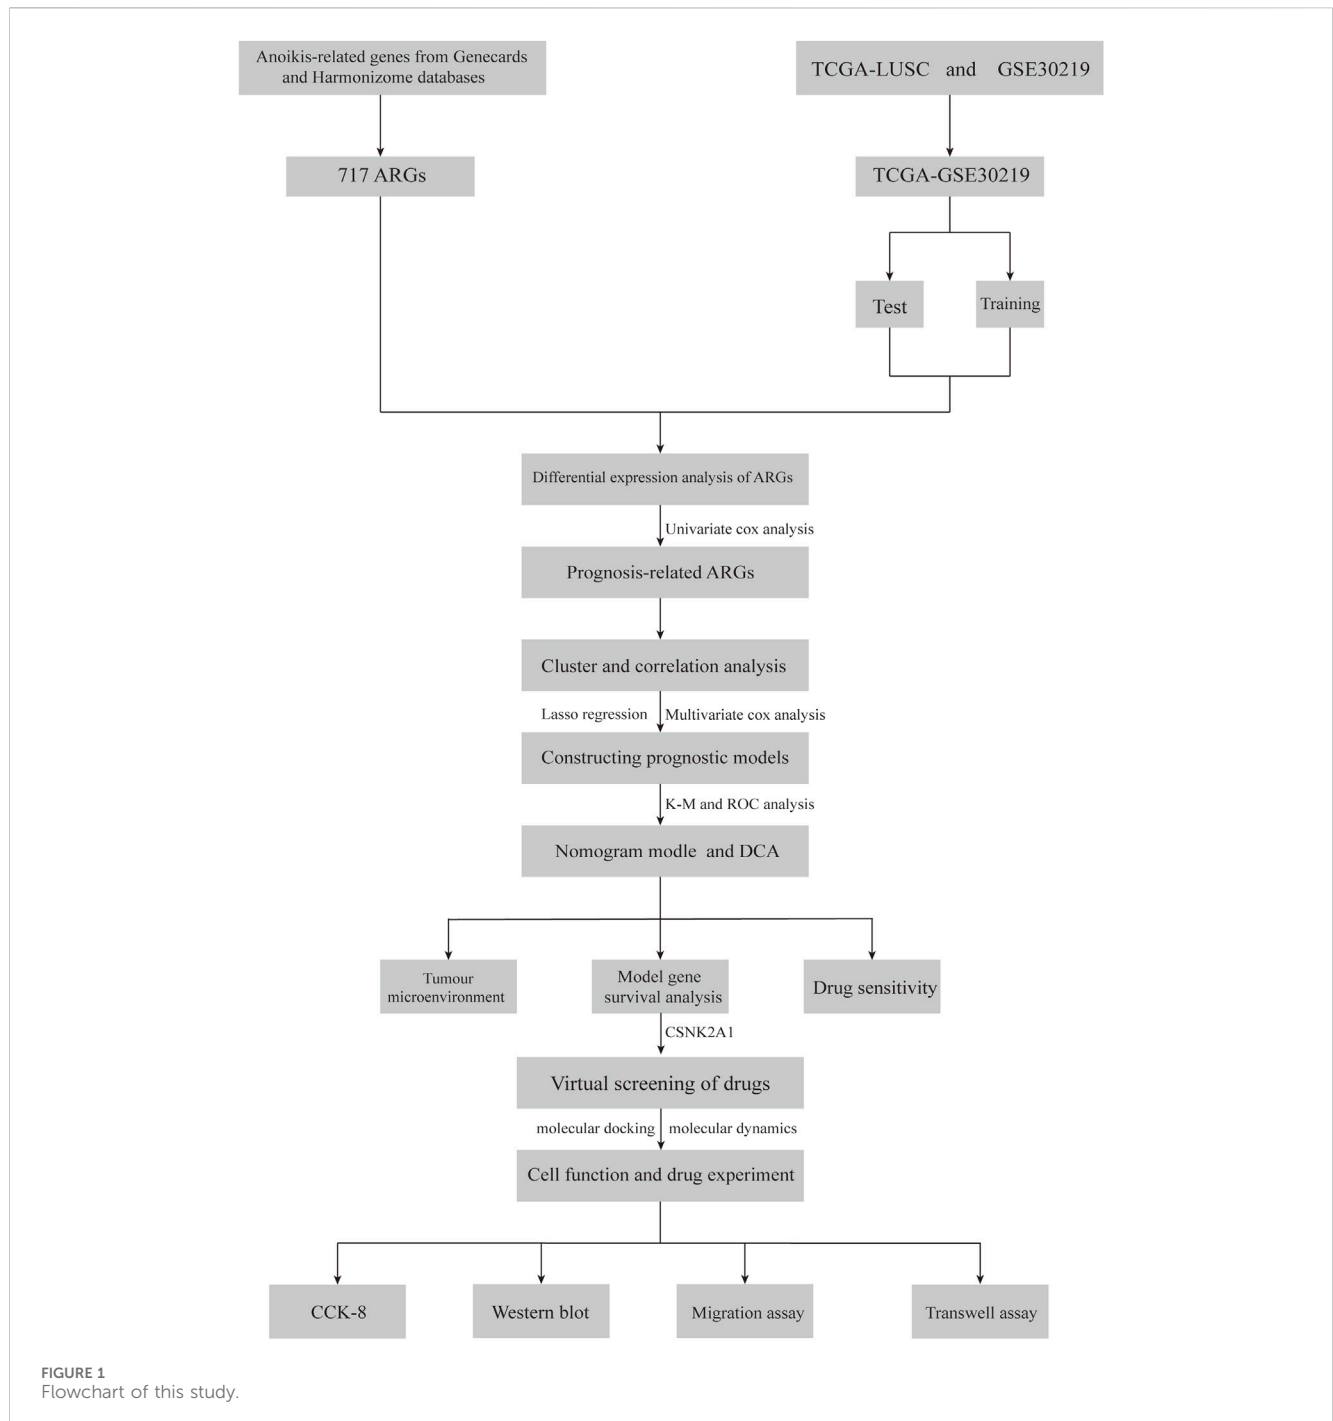 Anoikis-related genes from Genecards
and Harmonizome databases
TCGA-LUSC and GSE30219
717 ARGs
TCGA-GSE30219
Test
Training
Differential expression analysis of ARGs
Univariate cox analysis
Prognosis-related ARGs
Cluster and correlation analysis
Lasso regression
Multivariate cox analysis
Constructing prognostic models
K-M and ROC analysis
Nomogram modle and DCA
Tumour
microenvironment
Model gene
survival analysis
Drug sensitivity
CSNK2A1
Virtual screening of drugs
molecular docking
molecular dynamics
Cell function and drug experiment
CCK-8
Western blot
Migration assay
Transwell assay
FIGURE 1
Flowchart of this study.